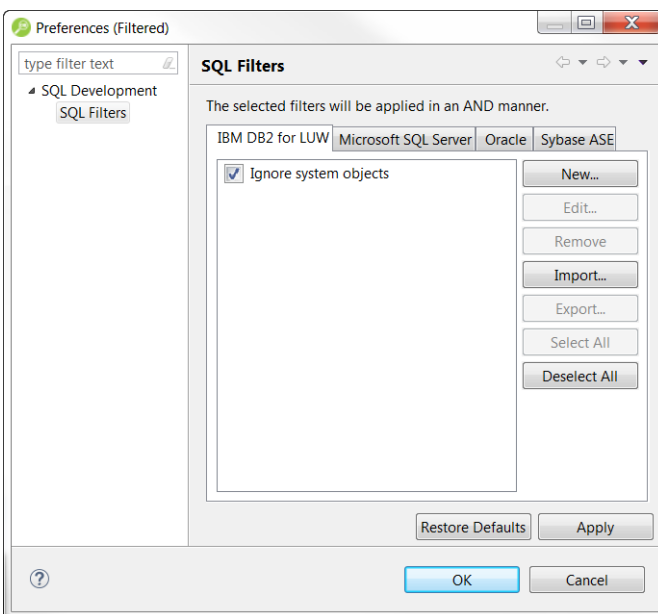 Preferences (Filtered)
type filter text
SQL Development
SQL Filters
SQL Filters
The selected filters will be applied in an AND manner.
IBM DB2 for LUW Microsoft SQL Server Oracle Sybase ASE
Ignore system objects
New...
Edit...
Remove
Import...
Export...
Select All
Deselect All
Restore Defaults Apply
? OK Cancel